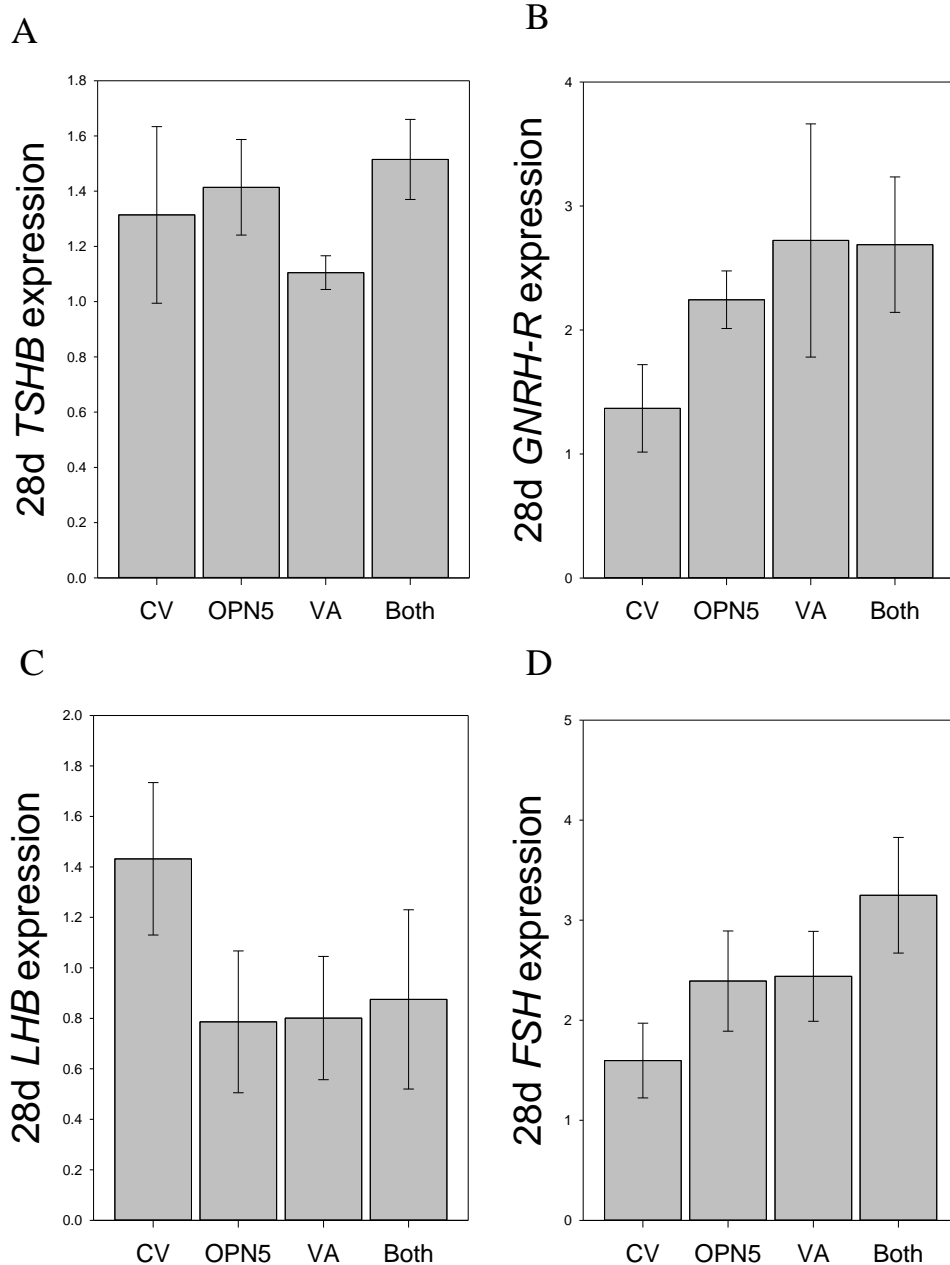 A
28d TSHB expression
1.8
1.6
1.4
1.2
1.0
0.8
0.6
0.4
0.2
0.0
CV OPN5 VA Both
B
28d GNRH-R expression
4
3
2
1
0
CV OPN5 VA Both
C
28d LHB expression
2.0
1.8
1.6
1.4
1.2
1.0
0.8
0.6
0.4
0.2
0.0
CV OPN5 VA Both
D
28d FSH expression
5
4
3
2
1
0
CV OPN5 VA Both